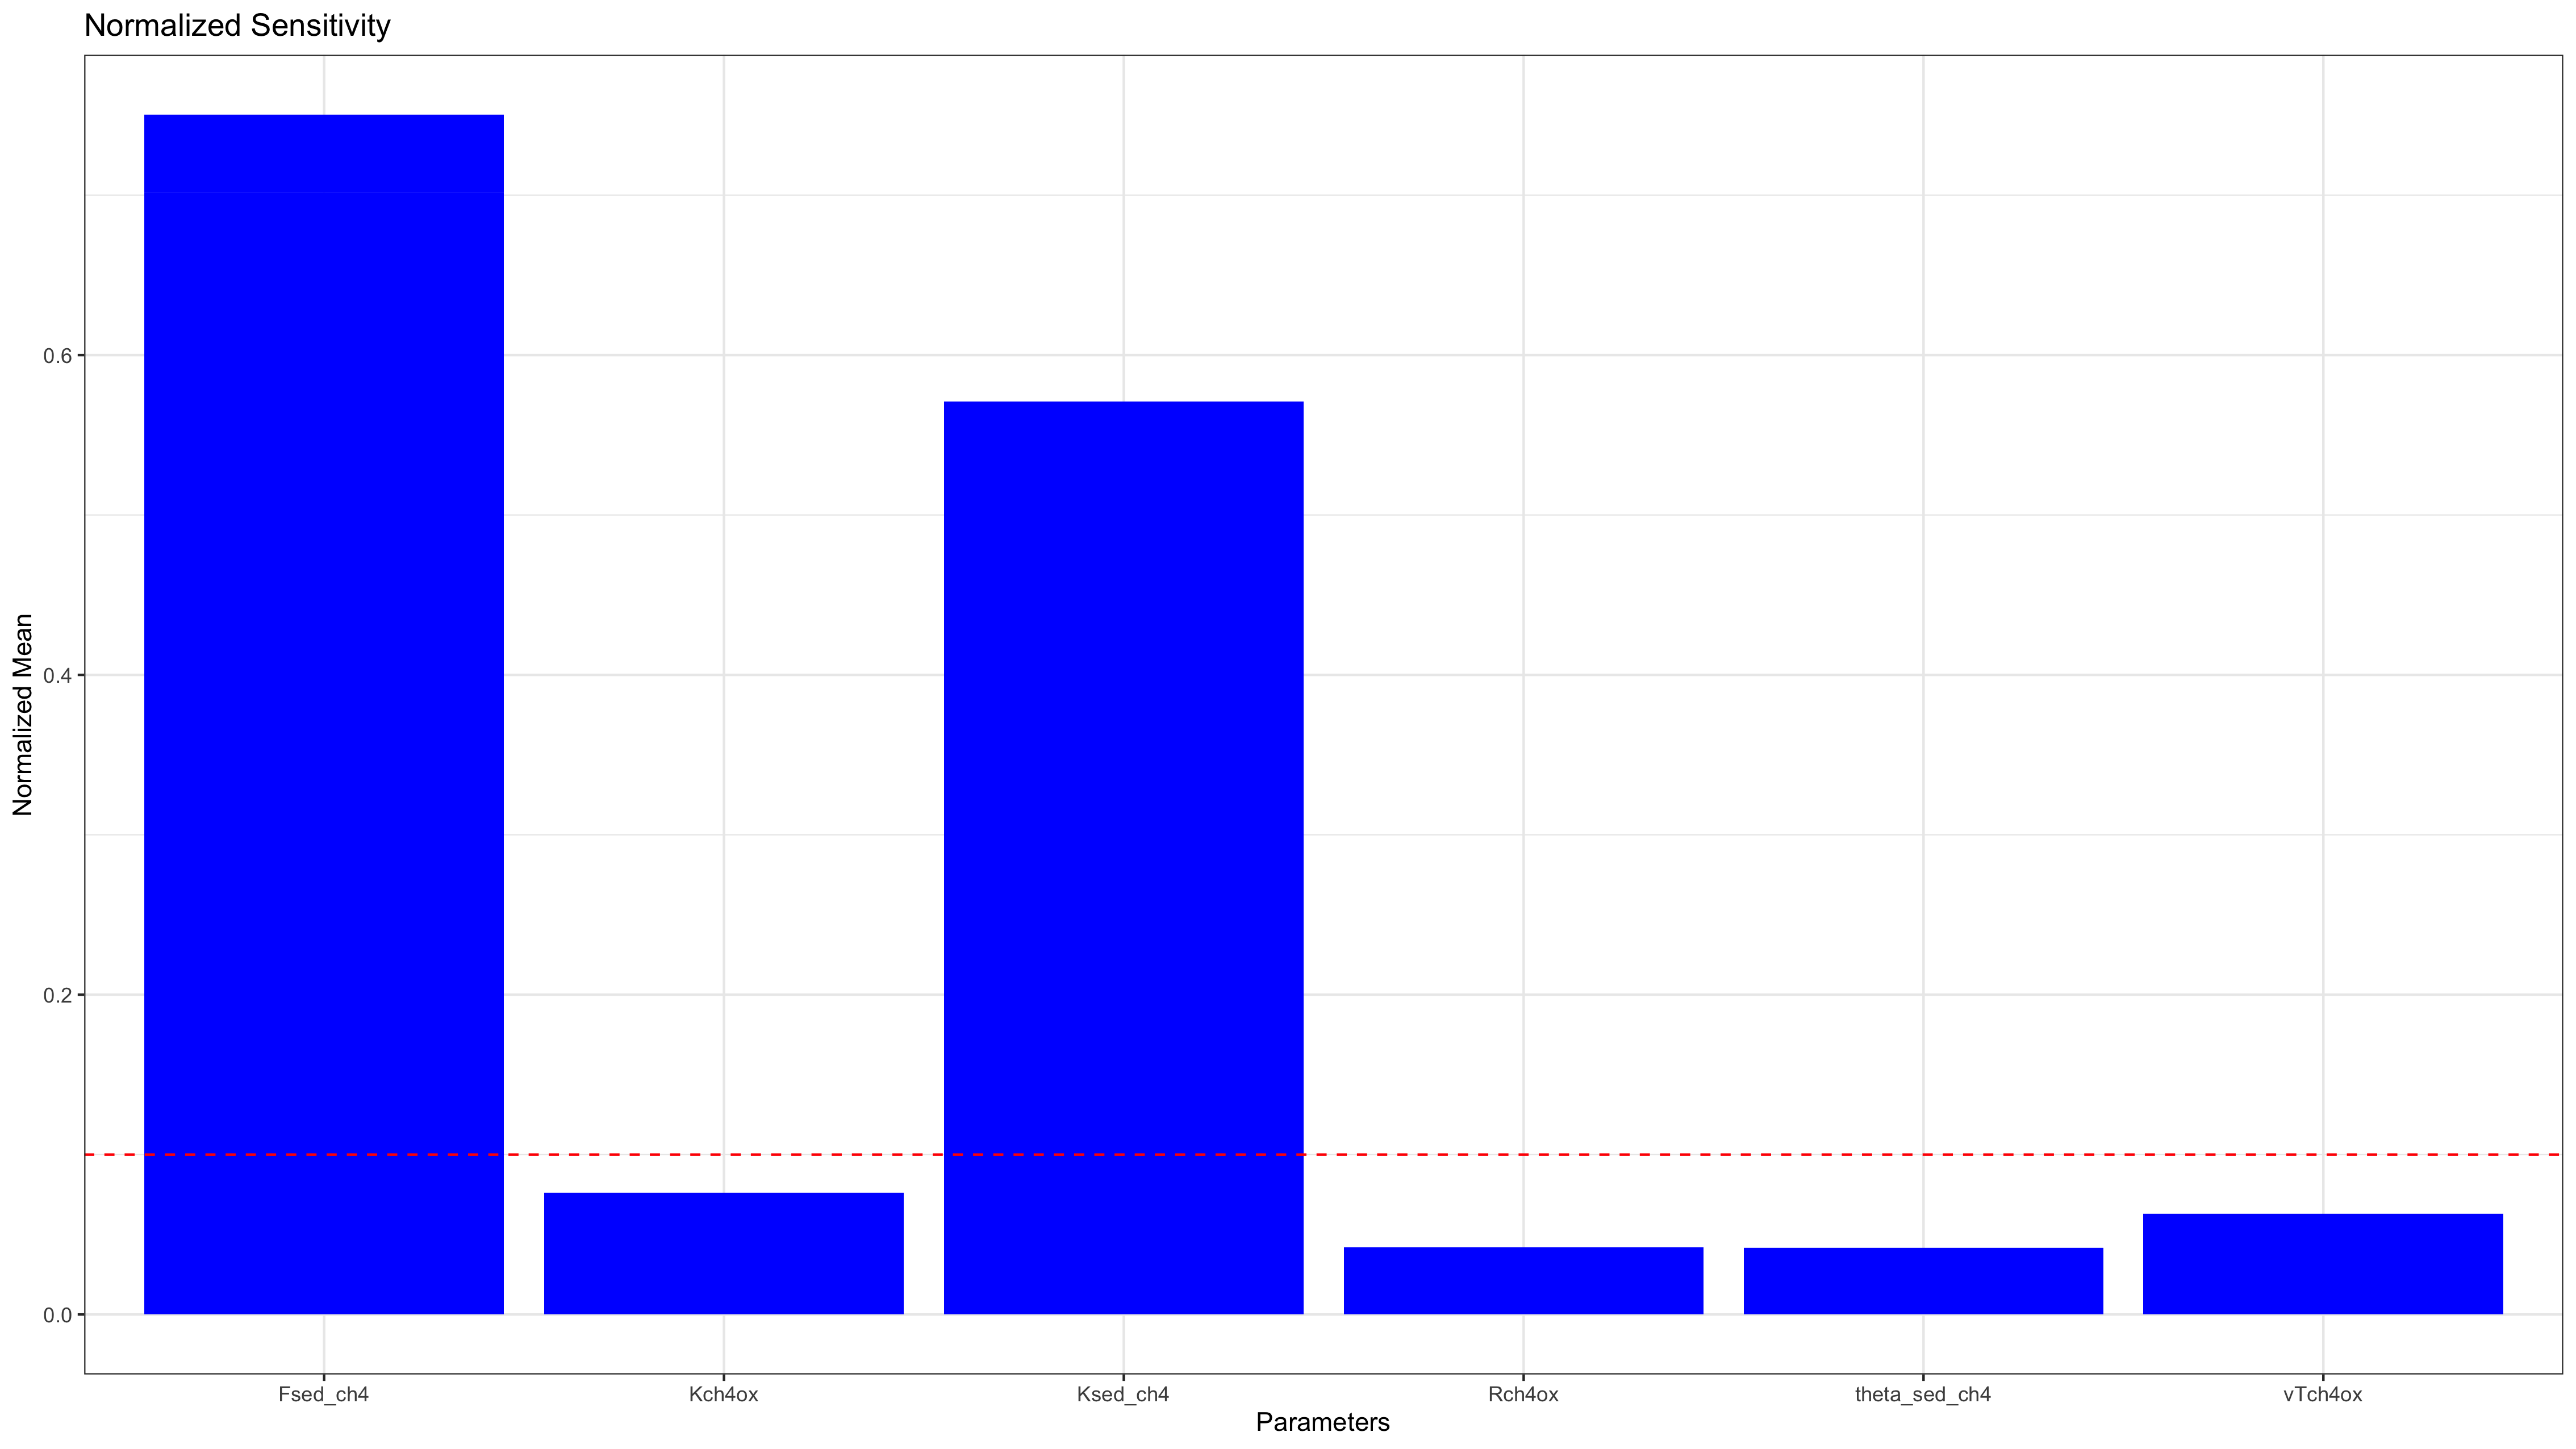 Normalized Sensitivity
Normalized Mean
0.6
0.4
0.2
0.0
Fsed_ch4 Kch4ox Ksed_ch4 Rch4ox theta_sed_ch4 vTch4ox
Parameters